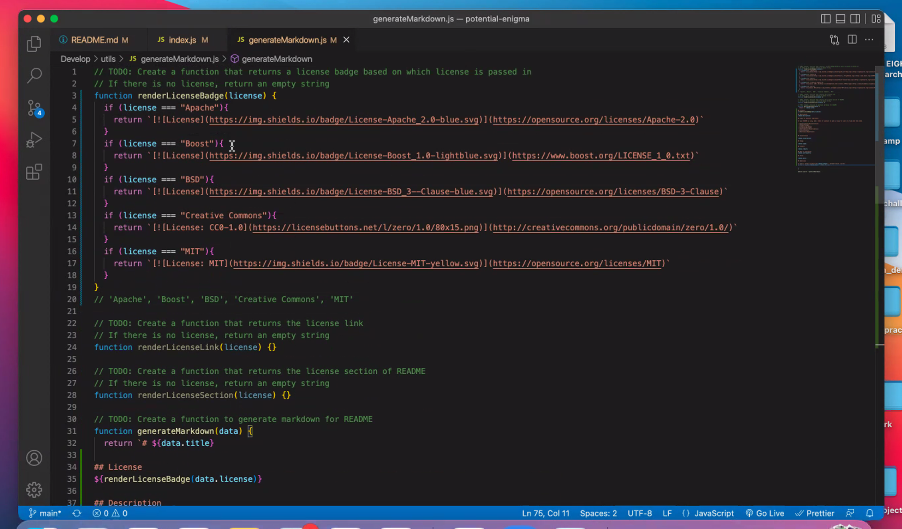 generateMarkdown.js — potential-enigma
README.md M
index.js M
generateMarkdown.js M
Develop > utils > generateMarkdown.js > generateMarkdown
1 // TODO: Create a function that returns a license badge based on which license is passed in
2 // If there is no license, return an empty string
3 function renderLicenseBadge(license) {
4 if (license === "Apache"){
5 return `[![License](https://img.shields.io/badge/License-Apache_2.0-blue.svg)](https://opensource.org/licenses/Apache-2.0)`
6 }
7 if (license === "Boost"){
8 return `[![License](https://img.shields.io/badge/License-Boost_1.0-lightblue.svg)](https://www.boost.org/LICENSE_1_0.txt)`
9 }
10 if (license === "BSD"){
11 return `[![License](https://img.shields.io/badge/License-BSD_3--Clause-blue.svg)](https://opensource.org/licenses/BSD-3-Clause)`
12 }
13 if (license === "Creative Commons"){
14 return `[![License: CC0-1.0](https://licensebuttons.net/l/zero/1.0/80x15.png)](http://creativecommons.org/publicdomain/zero/1.0/)`
15 }
16 if (license === "MIT"){
17 return `[![License: MIT](https://img.shields.io/badge/License-MIT-yellow.svg)](https://opensource.org/licenses/MIT)`
18 }
19 }
20 // 'Apache', 'Boost', 'BSD', 'Creative Commons', 'MIT'
21
22 // TODO: Create a function that returns the license link
23 // If there is no license, return an empty string
24 function renderLicenseLink(license) {}
25
26 // TODO: Create a function that returns the license section of README
27 // If there is no license, return an empty string
28 function renderLicenseSection(license) {}
29
30 // TODO: Create a function to generate markdown for README
31 function generateMarkdown(data) {
32 return `# ${data.title}
33
34 ## License
35 ${renderLicenseBadge(data.license)}
36
37 ## Description
4
main* 0 0 Ln 75, Col 11 Spaces: 2 UTF-8 LF {} JavaScript Go Live Prettier